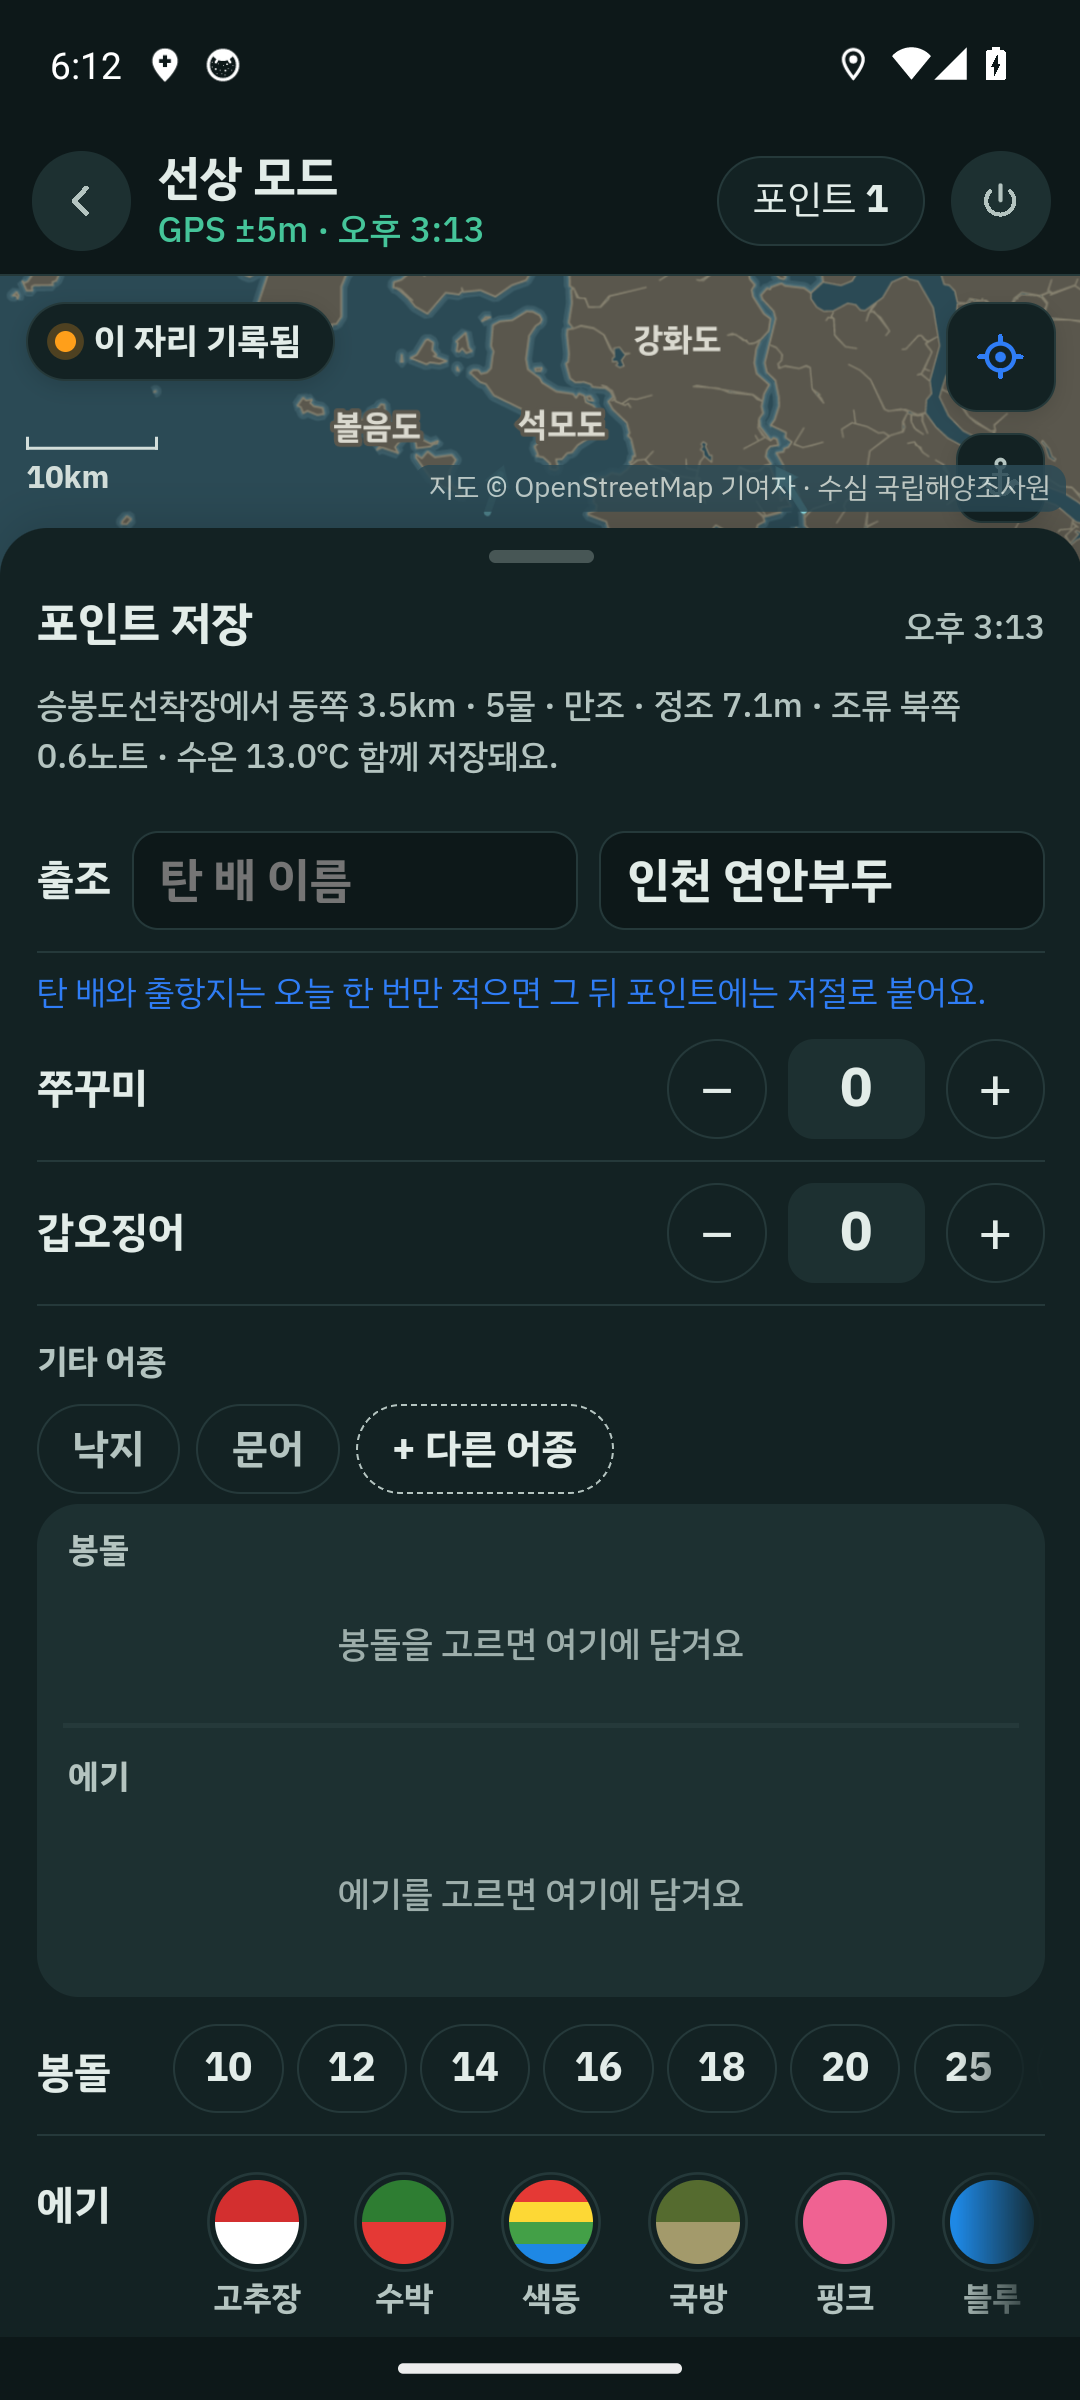 6:12
선상 모드
GPS ±5m · 오후 3:13
포인트 1
이 자리 기록됨
강화도
볼음도
석모도
10km
지도 © OpenStreetMap 기여자 · 수심 국립해양조사원
포인트 저장
오후 3:13
승봉도선착장에서 동쪽 3.5km · 5물 · 만조 · 정조 7.1m · 조류 북쪽
0.6노트 · 수온 13.0°C 함께 저장돼요.
출조
탄 배 이름
인천 연안부두
탄 배와 출항지는 오늘 한 번만 적으면 그 뒤 포인트에는 저절로 붙어요.
쭈꾸미
− 0 +
갑오징어
− 0 +
기타 어종
낙지
문어
+ 다른 어종
봉돌
봉돌을 고르면 여기에 담겨요
에기
에기를 고르면 여기에 담겨요
봉돌
10 12 14 16 18 20 25
에기
고추장 수박 색동 국방 핑크 블루